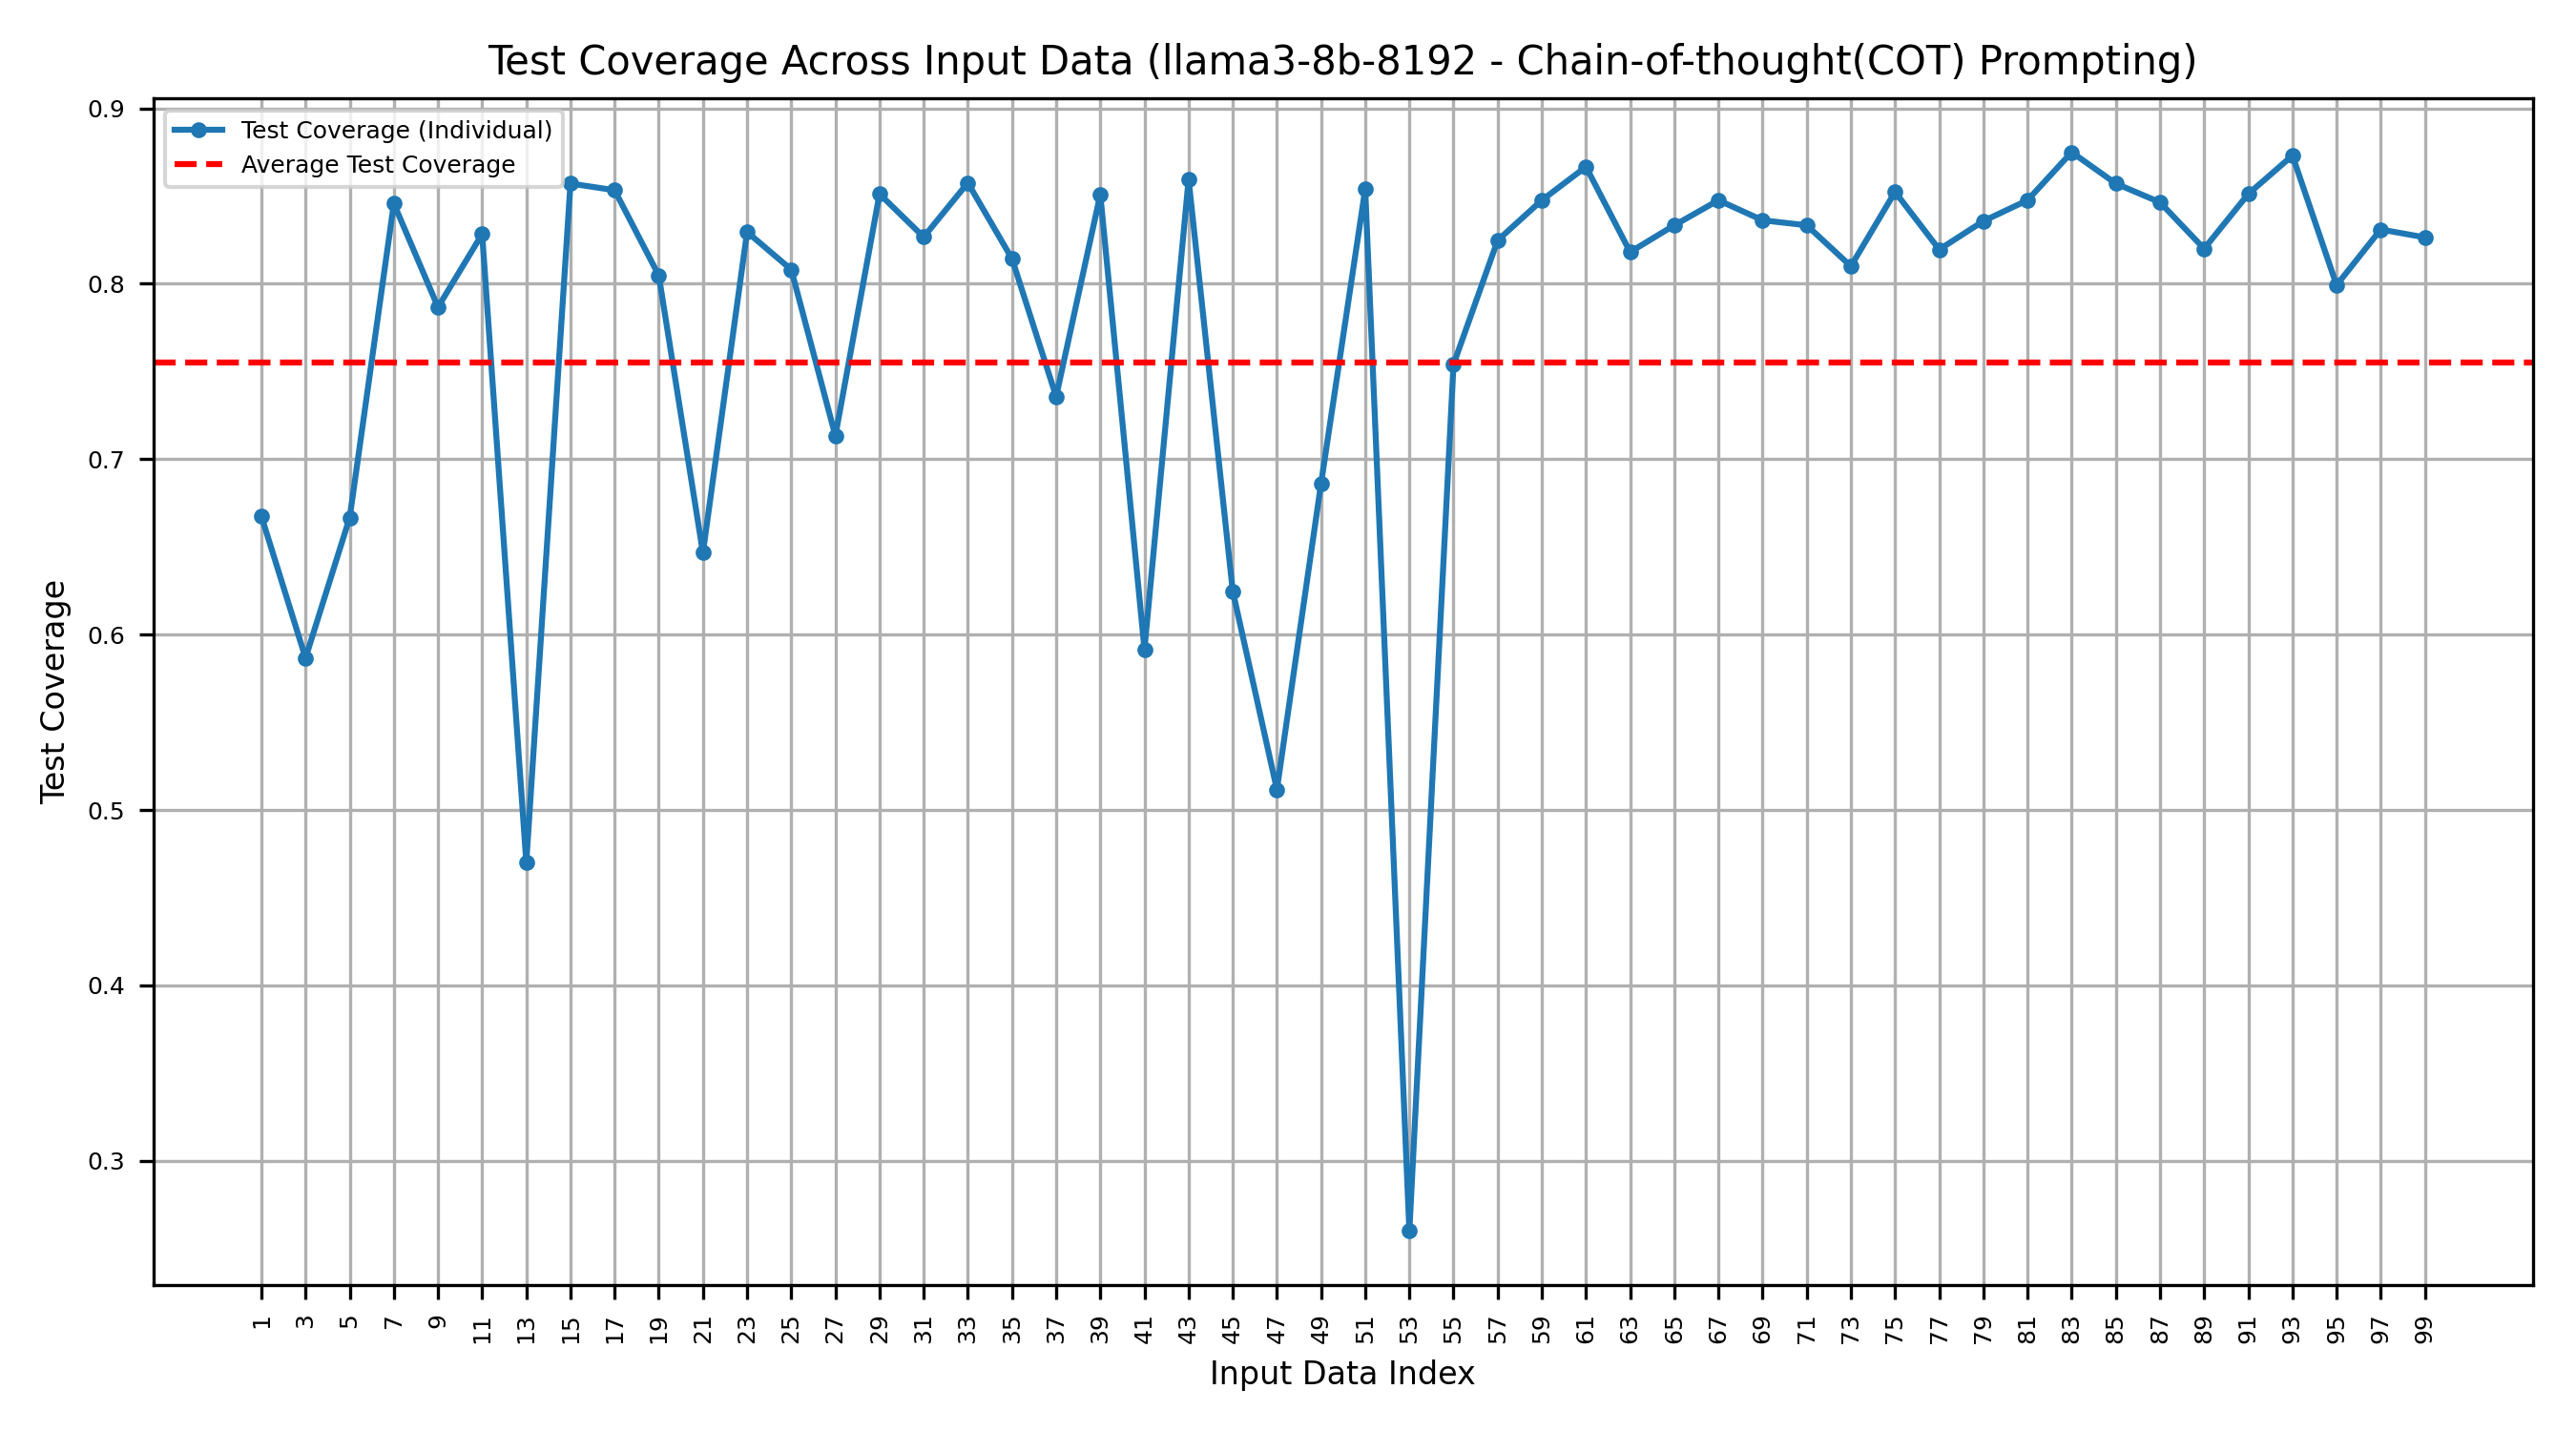 Test Coverage Across Input Data (llama3-8b-8192 - Chain-of-thought(COT) Prompting)
Test Coverage (Individual)
Average Test Coverage
Test Coverage
0.9
0.8
0.7
0.6
0.5
0.4
0.3
1 3 5 7 9 11 13 15 17 19 21 23 25 27 29 31 33 35 37 39 41 43 45 47 49 51 53 55 57 59 61 63 65 67 69 71 73 75 77 79 81 83 85 87 89 91 93 95 97 99
Input Data Index